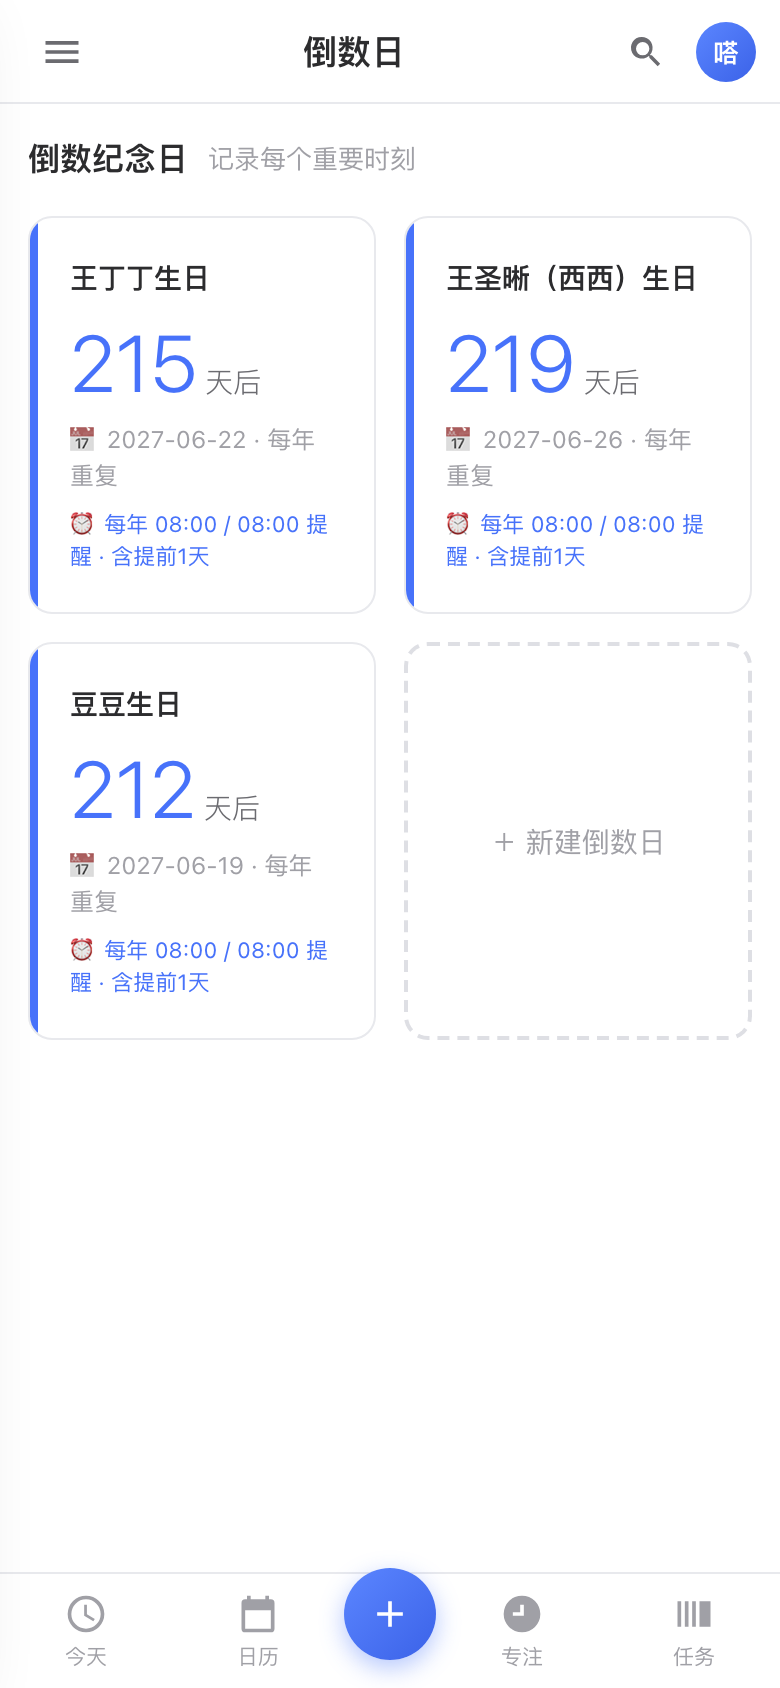 倒数日
嗒
倒数纪念日 记录每个重要时刻
王丁丁生日
215 天后
📅 2027-06-22 · 每年
重复
⏰ 每年 08:00 / 08:00 提
醒 · 含提前1天
王圣晰（西西）生日
219 天后
📅 2027-06-26 · 每年
重复
⏰ 每年 08:00 / 08:00 提
醒 · 含提前1天
豆豆生日
212 天后
📅 2027-06-19 · 每年
重复
⏰ 每年 08:00 / 08:00 提
醒 · 含提前1天
+ 新建倒数日
今天
日历
专注
任务